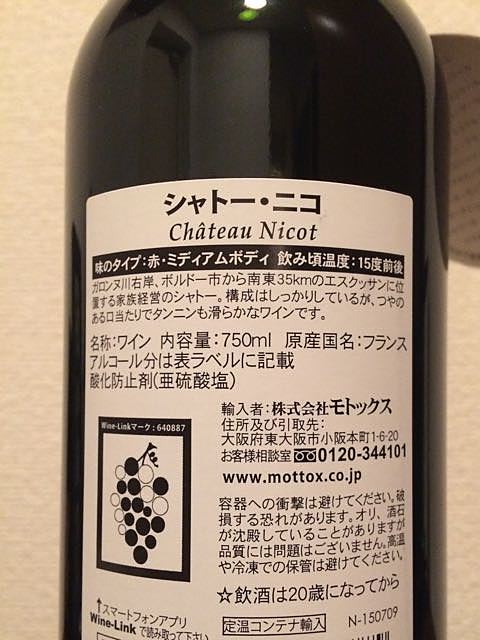 シャトー・ニコ
Château Nicot
味のタイプ:赤・ミディアムボディ 飲み頃温度:15度前後
ガロンヌ川右岸、ボルドー市から南東35kmのエスクッサンに位
置する家族経営のシャトー。構成はしっかりしているが、つやの
ある口当たりでタンニンも滑らかなワインです。
名称:ワイン 内容量:750ml 原産国名:フランス
アルコール分は表ラベルに記載
酸化防止剤(亜硫酸塩)
Wine-Linkマーク:640887
輸入者:株式会社モトックス
住所及び引取先:
大阪府東大阪市小阪本町1-6-20
お客様相談室 0120-344101
www.mottox.co.jp
容器への衝撃は避けてください。破
損する恐れがあります。オリ、酒石
が沈殿していることがありますが
品質には問題はございません。高温
や冷凍での保管は避けてください。
☆飲酒は20歳になってから
↑スマートフォンアプリ
Wine-Link で読み取って下さい
定温コンテナ輸入 N-150709